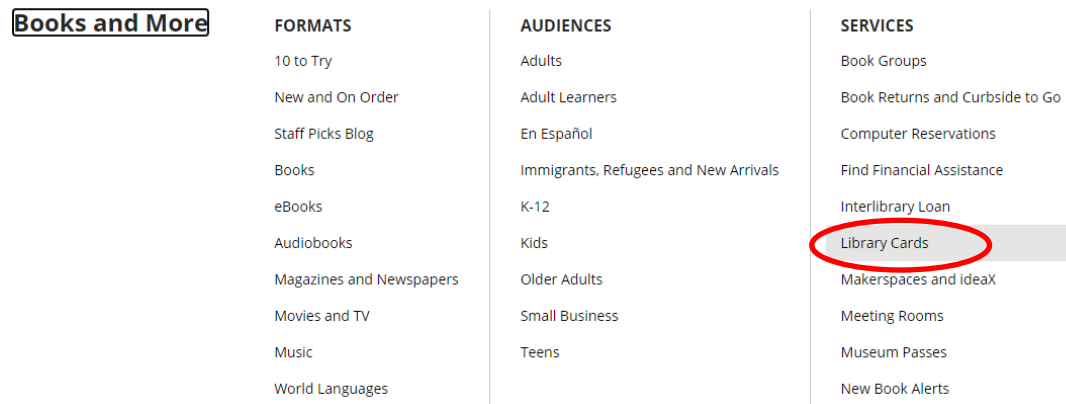 Books and More
FORMATS
10 to Try
New and On Order
Staff Picks Blog
Books
eBooks
Audiobooks
Magazines and Newspapers
Movies and TV
Music
World Languages
AUDIENCES
Adults
Adult Learners
En Español
Immigrants, Refugees and New Arrivals
K-12
Kids
Older Adults
Small Business
Teens
SERVICES
Book Groups
Book Returns and Curbside to Go
Computer Reservations
Find Financial Assistance
Interlibrary Loan
Library Cards
Makerspaces and ideaX
Meeting Rooms
Museum Passes
New Book Alerts